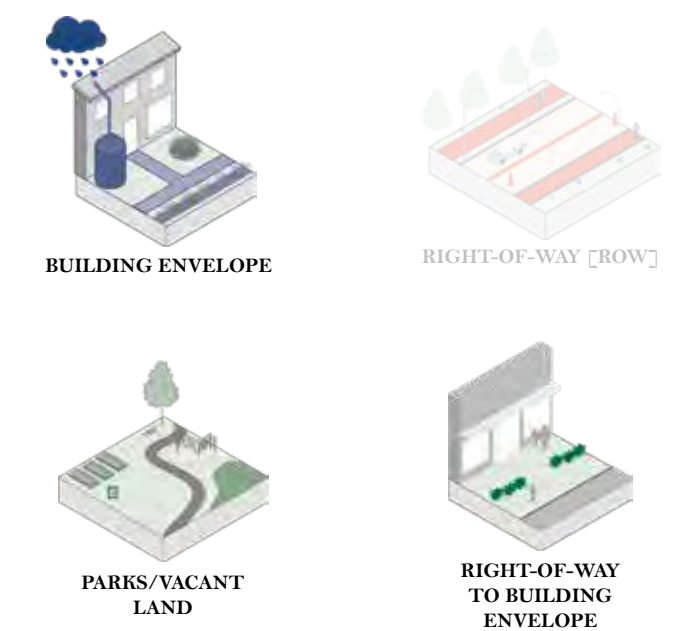 BUILDING ENVELOPE
RIGHT-OF-WAY [ROW]
PARKS/VACANT
LAND
RIGHT-OF-WAY
TO BUILDING
ENVELOPE